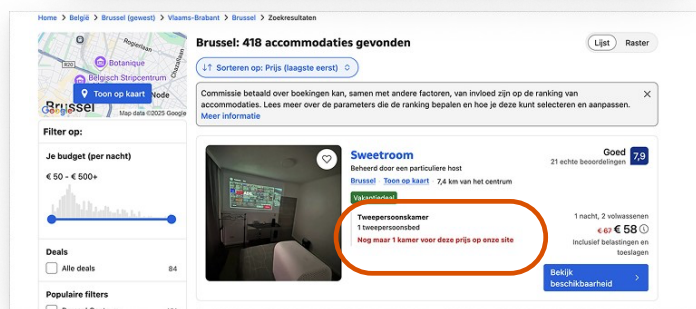 Home > België > Brussel (gewest) > Vlaams-Brabant > Brussel > Zoekresultaten
Rogierlaan
R20
Botanique
Belgisch Stripcentrum
Toon op kaart
Node
Brussel
Google
Map data ©2025 Google
Brussel: 418 accommodaties gevonden
Lijst
Raster
Sorteren op: Prijs (laagste eerst)
Commissie betaald over boekingen kan, samen met andere factoren, van invloed zijn op de ranking van
accommodaties. Lees meer over de parameters die de ranking bepalen en hoe je deze kunt selecteren en aanpassen.
Meer informatie
Filter op:
Je budget (per nacht)
€ 50 - € 500+
Deals
Alle deals 84
Populaire filters
Sweetroom
Beheerd door een particuliere host
Brussel Toon op kaart 7,4 km van het centrum
Vakantiedeal
Goed 7,9
21 echte beoordelingen
Tweepersoonskamer
1 tweepersoonsbed
Nog maar 1 kamer voor deze prijs op onze site
1 nacht, 2 volwassenen
€ 67 € 58
Inclusief belastingen en
toeslagen
Bekijk
beschikbaarheid